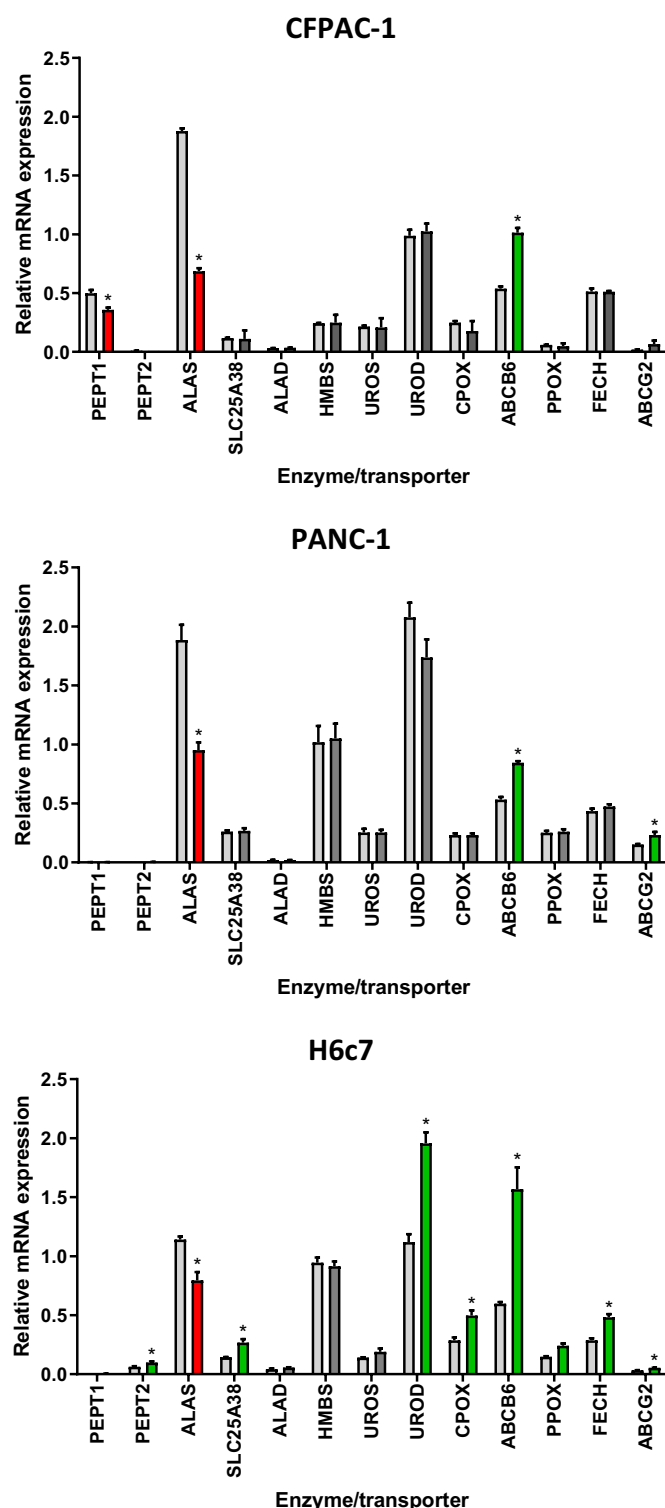 CFPAC-1
Relative mRNA expression
2.5
2.0
1.5
1.0
0.5
0.0
* * *
PEPT1 PEPT2 ALAS SLC25A38 ALAD HMBS UROS UROD CPOX ABCB6 PPOX FECH ABCG2
Enzyme/transporter
PANC-1
Relative mRNA expression
2.5
2.0
1.5
1.0
0.5
0.0
* * *
PEPT1 PEPT2 ALAS SLC25A38 ALAD HMBS UROS UROD CPOX ABCB6 PPOX FECH ABCG2
Enzyme/transporter
H6c7
Relative mRNA expression
2.5
2.0
1.5
1.0
0.5
0.0
* * * * * * * *
PEPT1 PEPT2 ALAS SLC25A38 ALAD HMBS UROS UROD CPOX ABCB6 PPOX FECH ABCG2
Enzyme/transporter